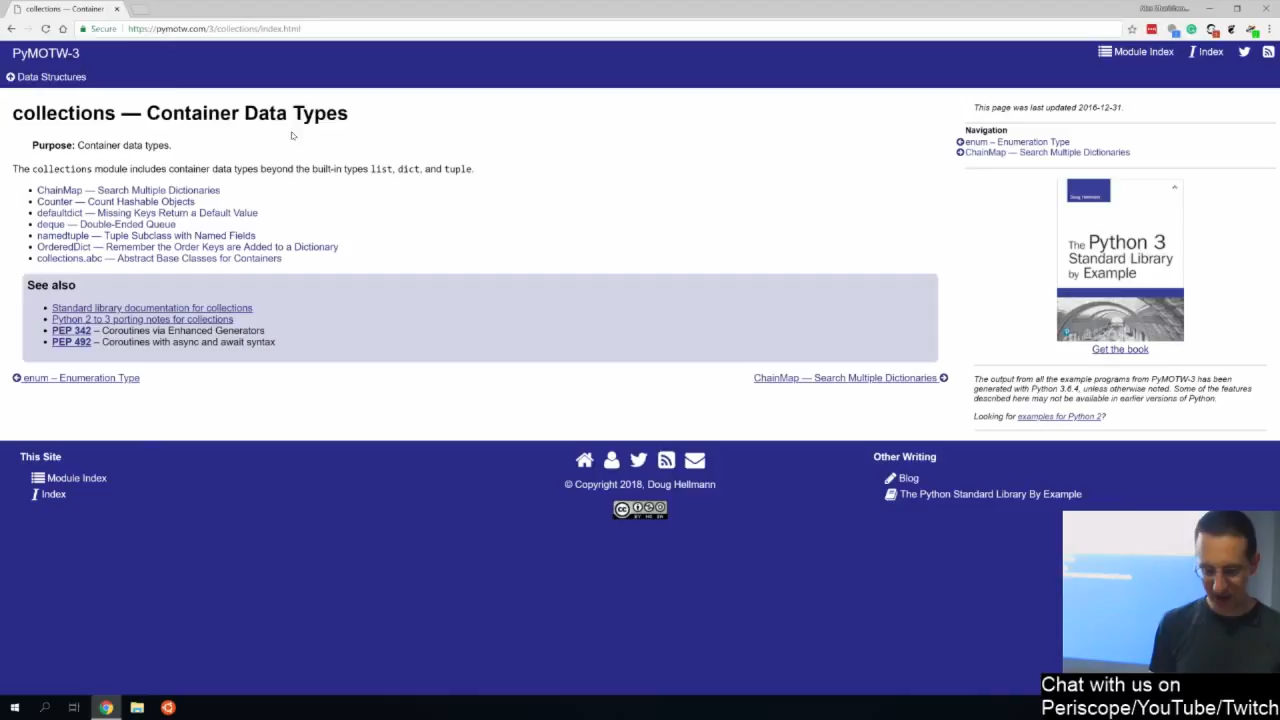 collections — Container
Secure
https://pymotw.com/3/collections/index.html
PyMOTW-3
Module Index
Index
Data Structures
collections — Container Data Types
Purpose: Container data types.
The collections module includes container data types beyond the built-in types list, dict, and tuple.
ChainMap — Search Multiple Dictionaries
Counter — Count Hashable Objects
defaultdict — Missing Keys Return a Default Value
deque — Double-Ended Queue
namedtuple — Tuple Subclass with Named Fields
OrderedDict — Remember the Order Keys are Added to a Dictionary
collections.abc — Abstract Base Classes for Containers
See also
Standard library documentation for collections
Python 2 to 3 porting notes for collections
PEP 342 – Coroutines via Enhanced Generators
PEP 492 – Coroutines with async and await syntax
enum – Enumeration Type
ChainMap — Search Multiple Dictionaries
This page was last updated 2016-12-31.
Navigation
enum – Enumeration Type
ChainMap — Search Multiple Dictionaries
Doug Hellmann
The Python 3
Standard Library
by Example
Get the book
The output from all the example programs from PyMOTW-3 has been
generated with Python 3.6.4, unless otherwise noted. Some of the features
described here may not be available in earlier versions of Python.
Looking for examples for Python 2?
This Site
Module Index
Index
© Copyright 2018, Doug Hellmann
Other Writing
Blog
The Python Standard Library By Example
Chat with us on
Periscope/YouTube/Twitch